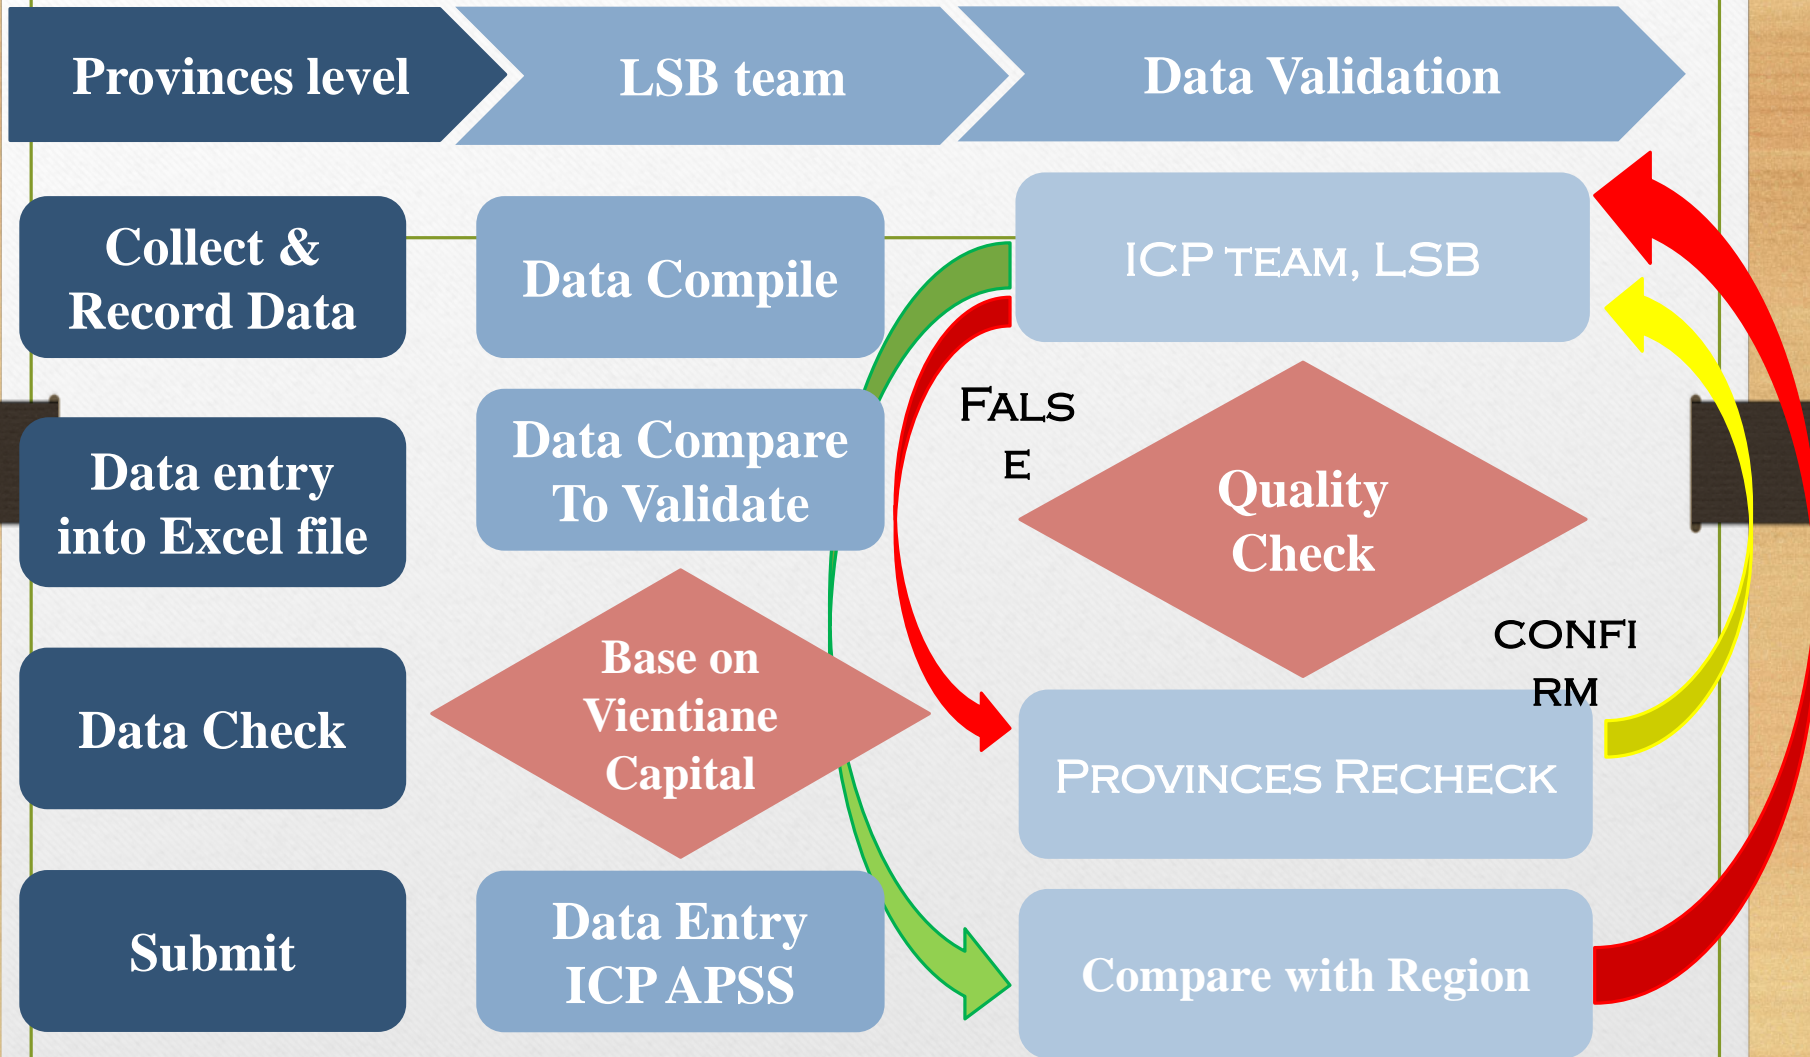 Provinces level
LSB team
Data Validation
Collect &
Record Data
Data entry
into Excel file
Data Check
Submit
Data Compile
Data Compare
To Validate
Base on
Vientiane
Capital
Data Entry
ICP APSS
ICP TEAM, LSB
FALS
E
Quality
Check
CONFI
RM
PROVINCES RECHECK
Compare with Region